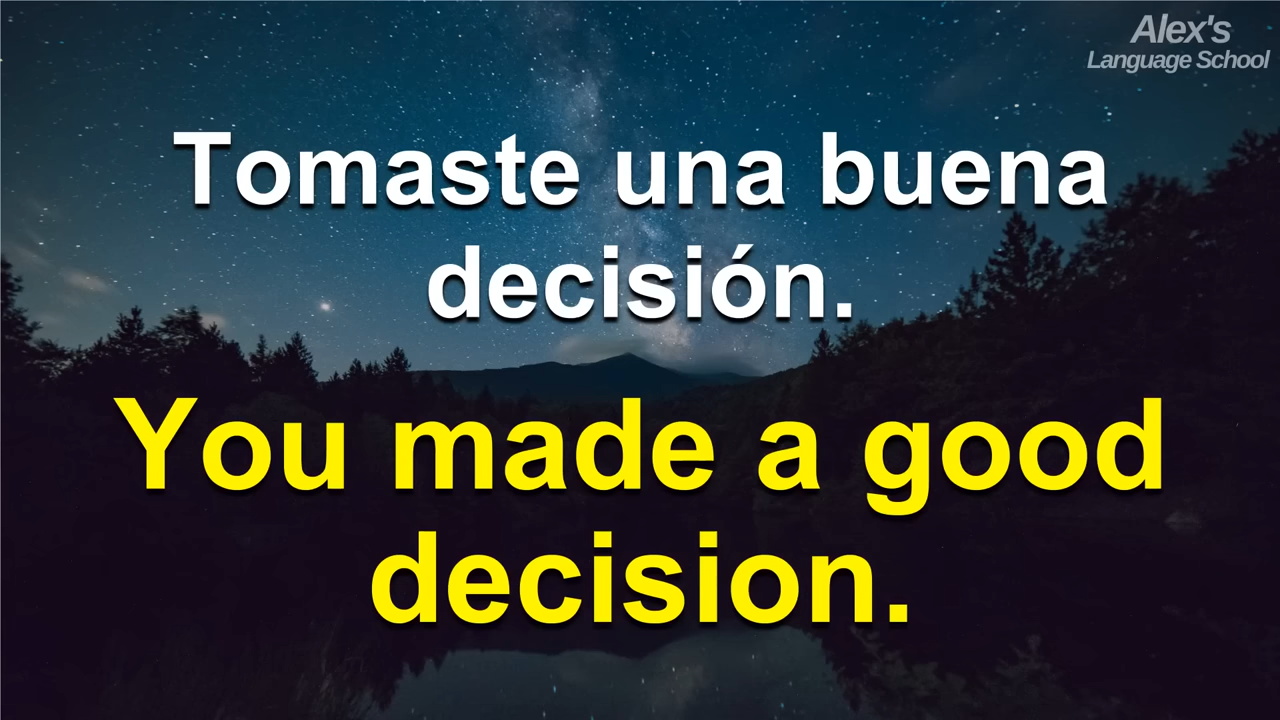 Alex's
Language School
Tomaste una buena
decisión.
You made a good
decision.